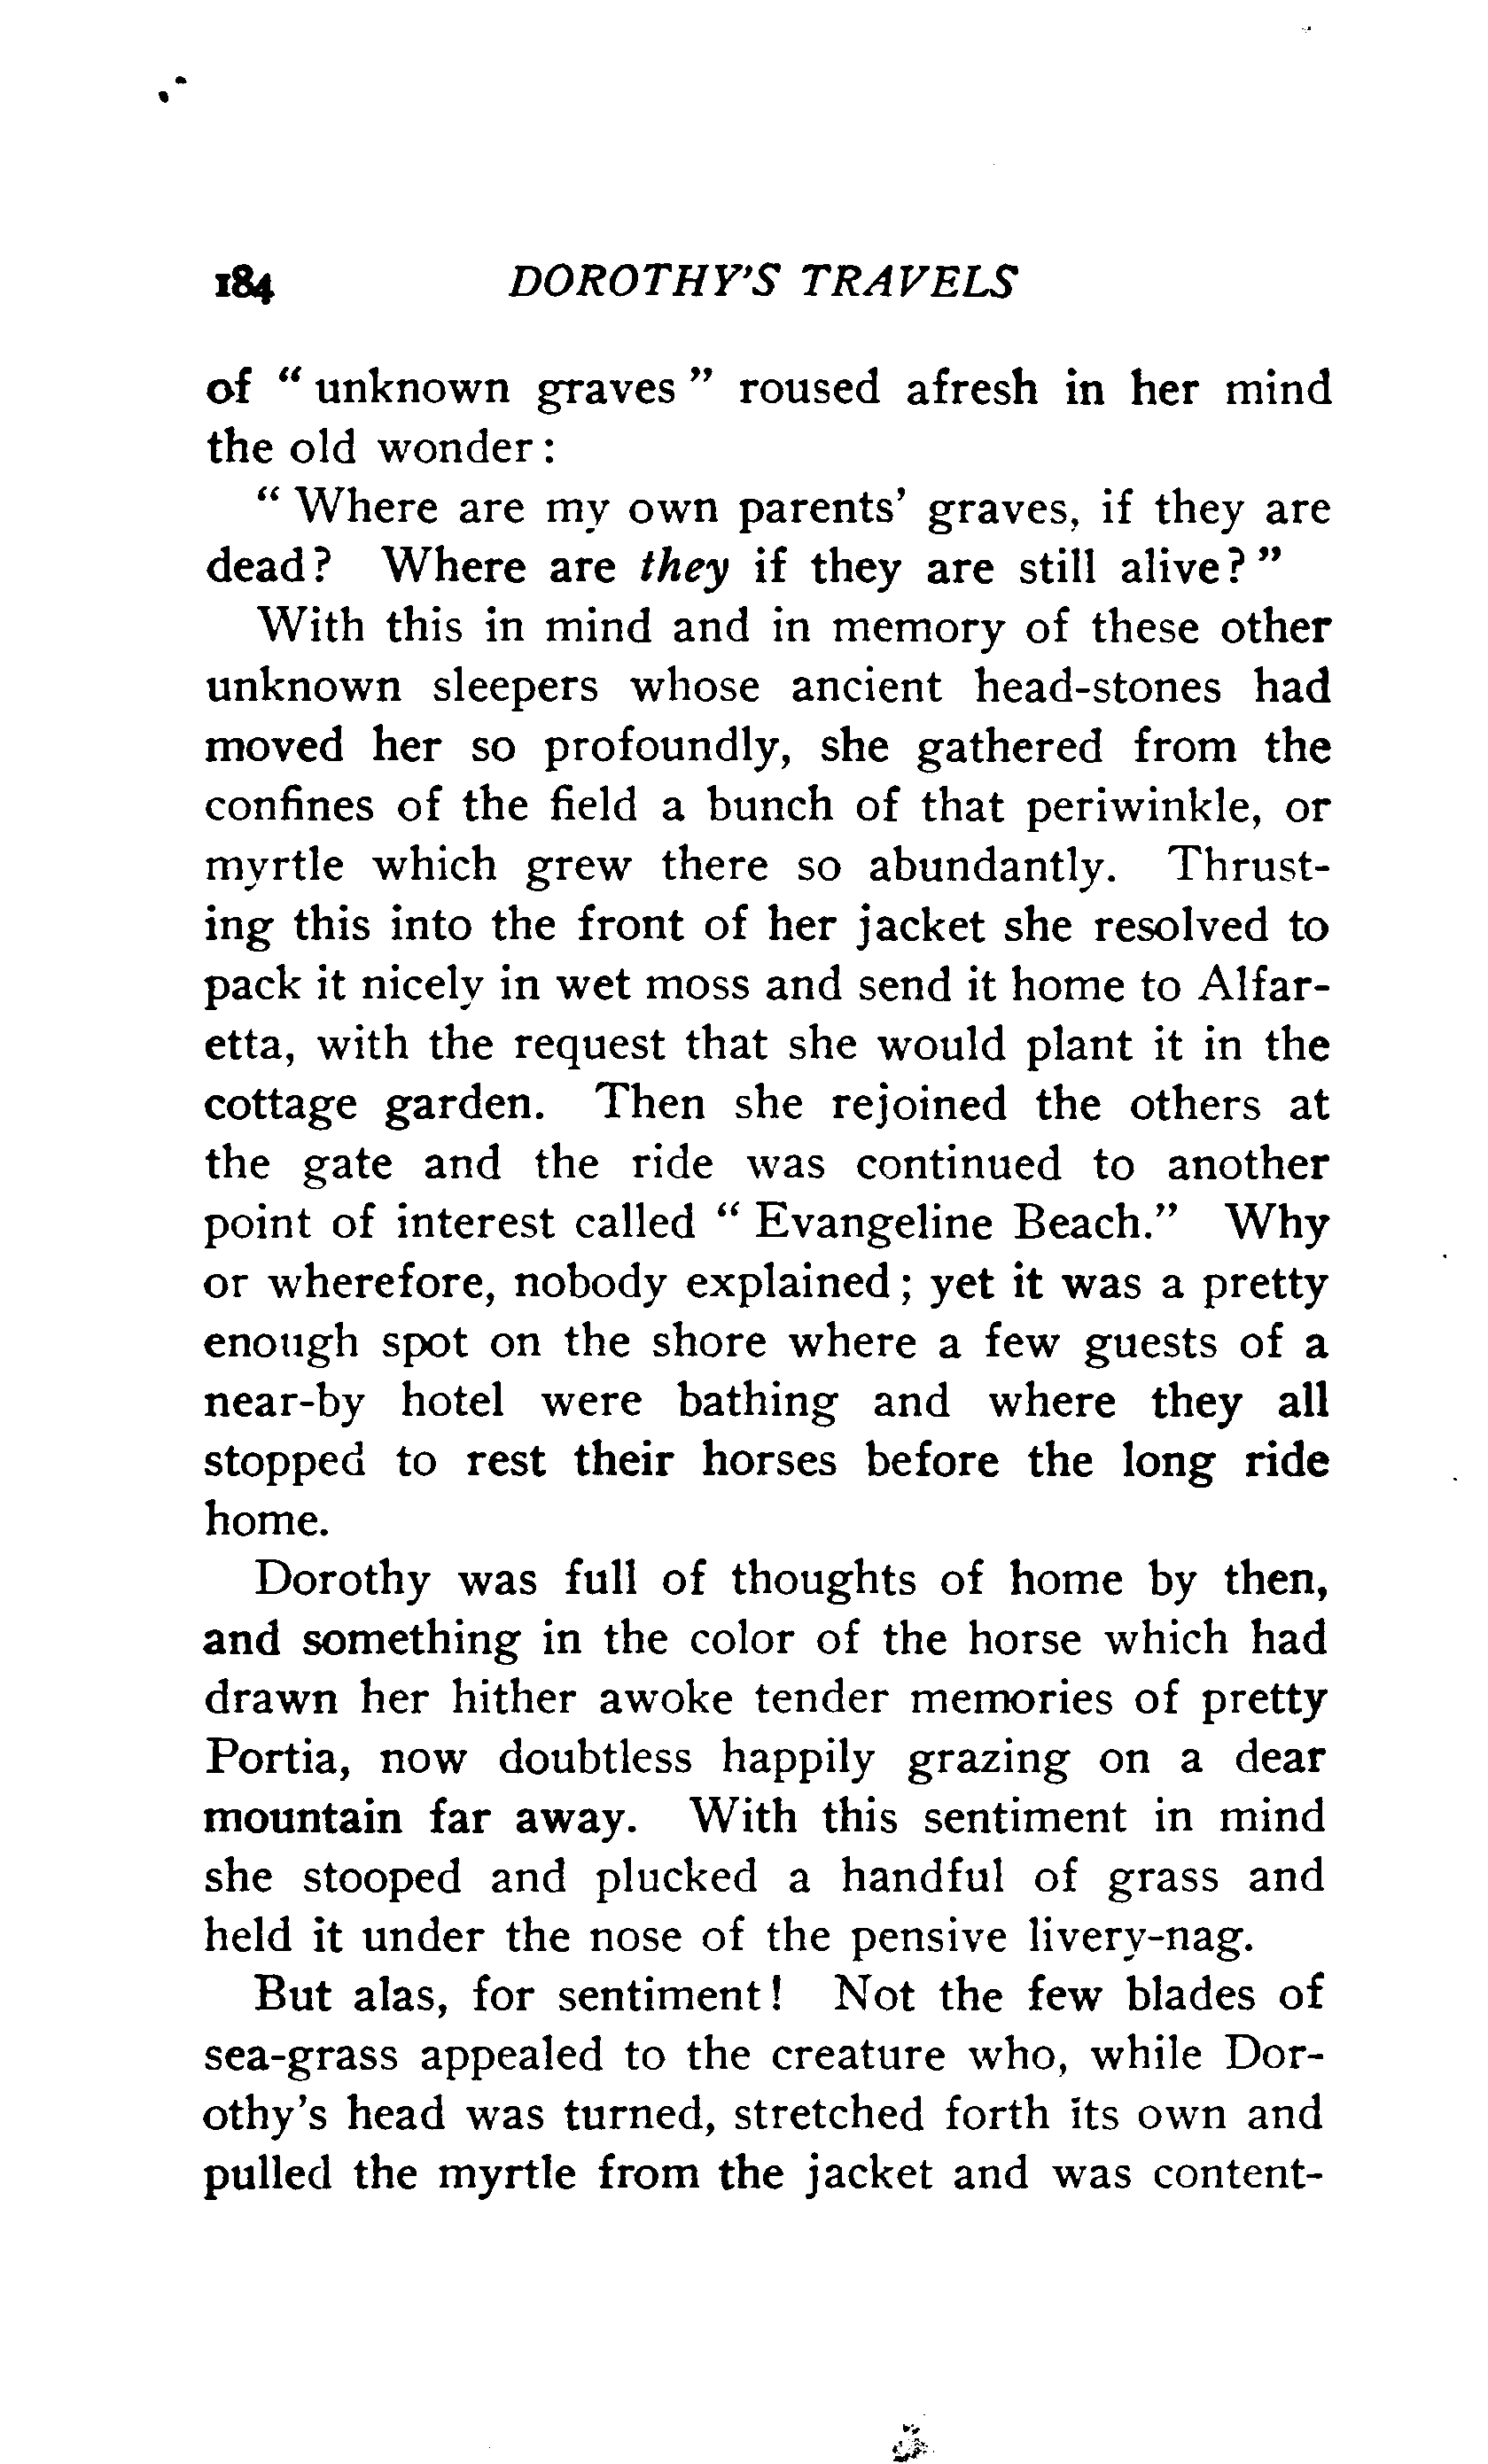 184 DOROTHY'S TRAVELS
of “ unknown graves ” roused afresh in her mind
the old wonder :
“ Where are my own parents' graves, if they are
dead? Where are they if they are still alive? ”
With this in mind and in memory of these other
unknown sleepers whose ancient head-stones had
moved her so profoundly, she gathered from the
confines of the field a bunch of that periwinkle, or
myrtle which grew there so abundantly. Thrust-
ing this into the front of her jacket she resolved to
pack it nicely in wet moss and send it home to Alfar-
etta, with the request that she would plant it in the
cottage garden. Then she rejoined the others at
the gate and the ride was continued to another
point of interest called “ Evangeline Beach.” Why
or wherefore, nobody explained ; yet it was a pretty
enough spot on the shore where a few guests of a
near-by hotel were bathing and where they all
stopped to rest their horses before the long ride
home.
Dorothy was full of thoughts of home by then,
and something in the color of the horse which had
drawn her hither awoke tender memories of pretty
Portia, now doubtless happily grazing on a dear
mountain far away. With this sentiment in mind
she stooped and plucked a handful of grass and
held it under the nose of the pensive livery-nag.
But alas, for sentiment! Not the few blades of
sea-grass appealed to the creature who, while Dor-
othy's head was turned, stretched forth its own and
pulled the myrtle from the jacket and was content-